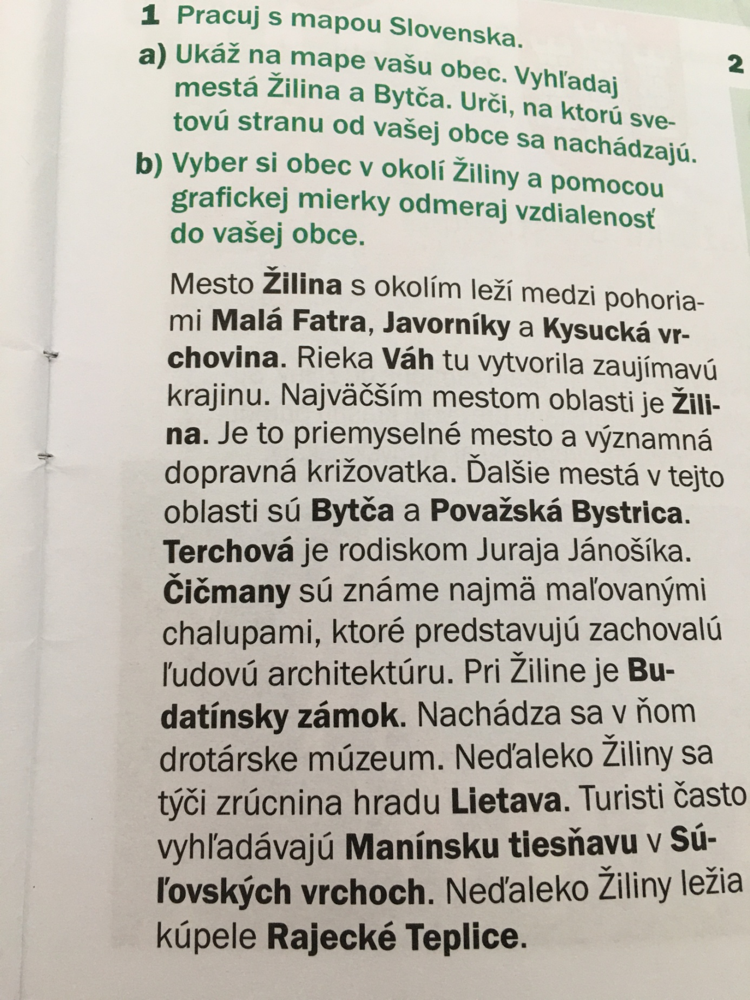 1 Pracuj s mapou Slovenska.
a) Ukáž na mape vašu obec. Vyhľadaj
mestá Žilina a Bytča. Urči, na ktorú sve-
tovú stranu od vašej obce sa nachádzajú.
b) Vyber si obec v okolí Žiliny a pomocou
grafickej mierky odmeraj vzdialenosť
do vašej obce.
Mesto Žilina s okolím leží medzi pohoria-
mi Malá Fatra, Javorníky a Kysucká vr-
chovina. Rieka Váh tu vytvorila zaujímavú
krajinu. Najväčším mestom oblasti je Žili-
na. Je to priemyselné mesto a významná
dopravná križovatka. Ďalšie mestá v tejto
oblasti sú Bytča a Považská Bystrica.
Terchová je rodiskom Juraja Jánošíka.
Čičmany sú známe najmä maľovanými
chalupami, ktoré predstavujú zachovalú
ľudovú architektúru. Pri Žiline je Bu-
datínsky zámok. Nachádza sa v ňom
drotárske múzeum. Neďaleko Žiliny sa
týči zrúcnina hradu Lietava. Turisti často
vyhľadávajú Manínsku tiesňavu v Sú-
ľovských vrchoch. Neďaleko Žiliny ležia
kúpele Rajecké Teplice.
2